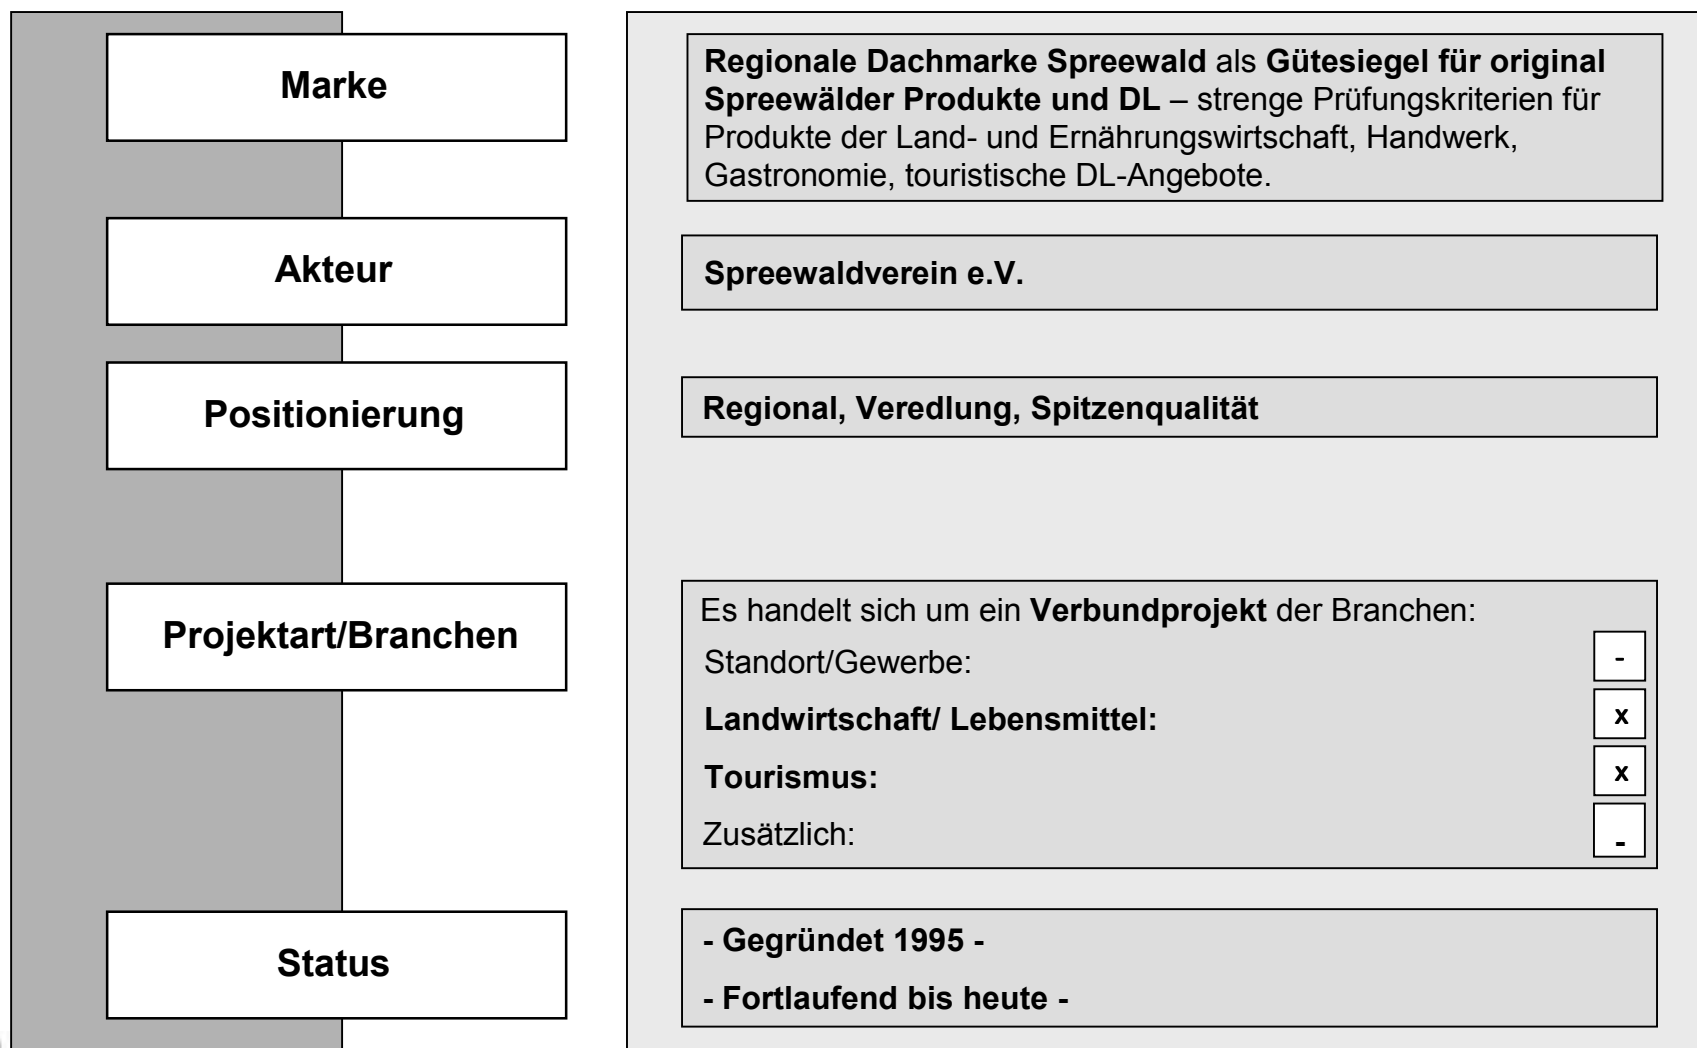 Marke
Regionale Dachmarke Spreewald als Gütesiegel für original
Spreewälder Produkte und DL – strenge Prüfungskriterien für
Produkte der Land- und Ernährungswirtschaft, Handwerk,
Gastronomie, touristische DL-Angebote.
Akteur
Spreewaldverein e.V.
Positionierung
Regional, Veredlung, Spitzenqualität
Projektart/Branchen
Es handelt sich um ein Verbundprojekt der Branchen:
Standort/Gewerbe: -
Landwirtschaft/ Lebensmittel: x
Tourismus: x
Zusätzlich: -
Status
- Gegründet 1995 -
- Fortlaufend bis heute -